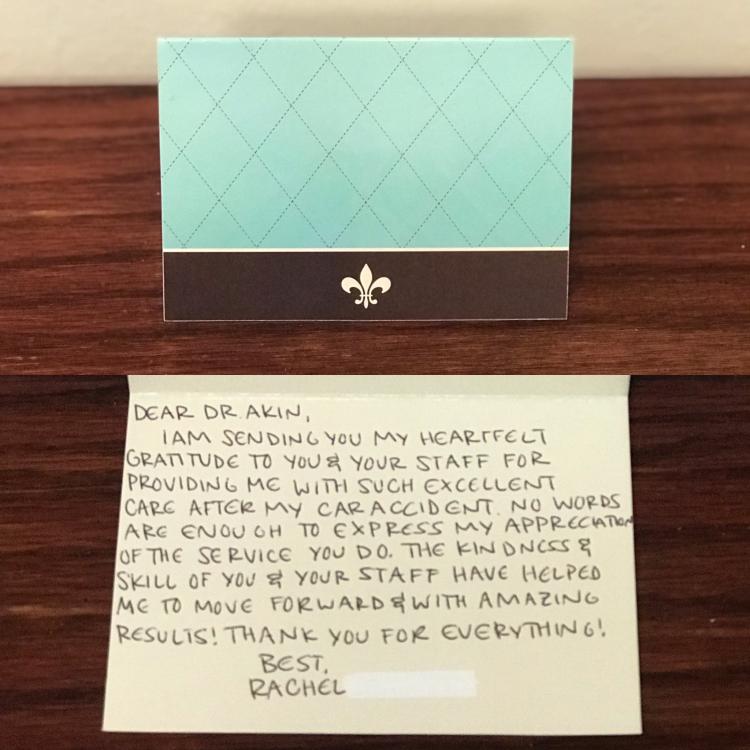 DEAR DR. AKIN,
I AM SENDING YOU MY HEARTFELT
GRATITUDE TO YOU & YOUR STAFF FOR
PROVIDING ME WITH SUCH EXCELLENT
CARE AFTER MY CAR ACCIDENT. NO WORDS
ARE ENOUGH TO EXPRESS MY APPRECIATION
OF THE SERVICE YOU DO. THE KINDNESS &
SKILL OF YOU & YOUR STAFF HAVE HELPED
ME TO MOVE FORWARD & WITH AMAZING
RESULTS! THANK YOU FOR EVERYTHING!
BEST,
RACHEL